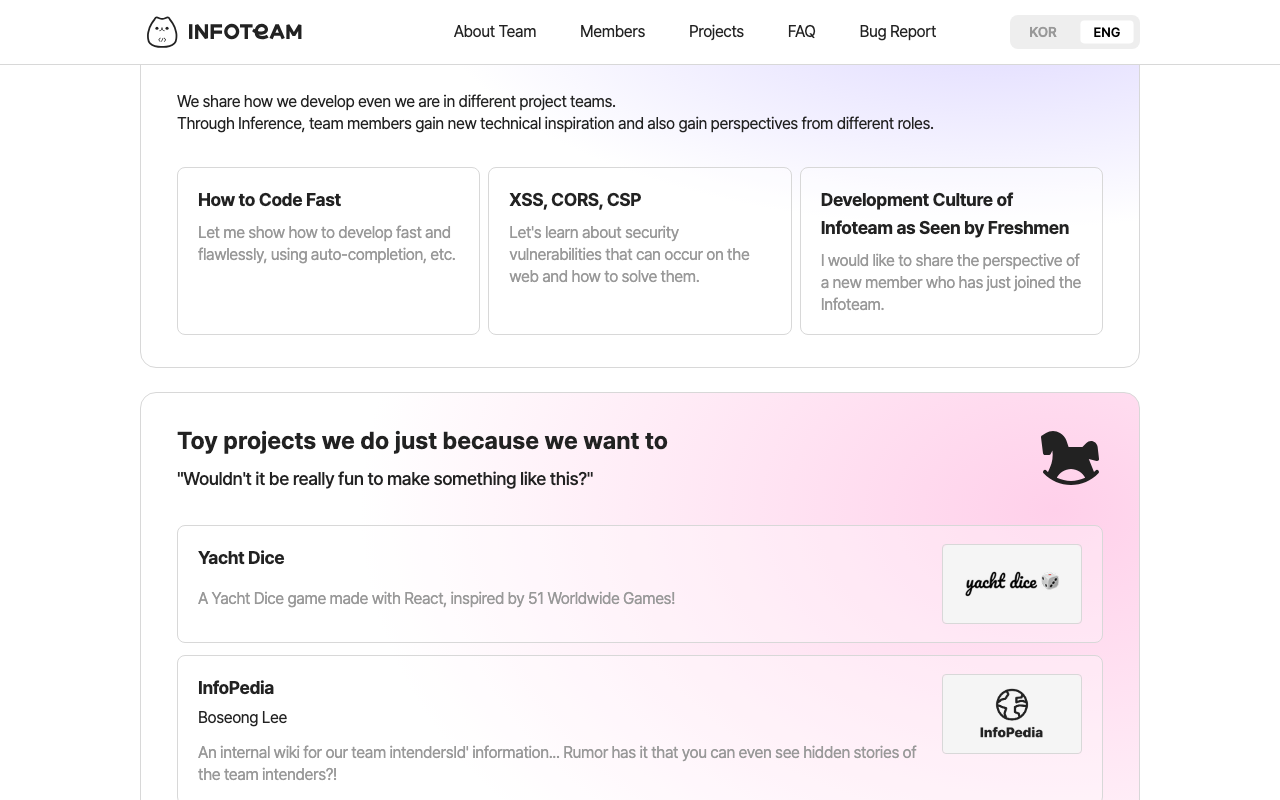 INFOTEAM
About Team
Members
Projects
FAQ
Bug Report
KOR
ENG
We share how we develop even we are in different project teams.
Through Inference, team members gain new technical inspiration and also gain perspectives from different roles.
How to Code Fast
Let me show how to develop fast and
flawlessly, using auto-completion, etc.
XSS, CORS, CSP
Let's learn about security
vulnerabilities that can occur on the
web and how to solve them.
Development Culture of
Infoteam as Seen by Freshmen
I would like to share the perspective of
a new member who has just joined the
Infoteam.
Toy projects we do just because we want to
"Wouldn't it be really fun to make something like this?"
Yacht Dice
A Yacht Dice game made with React, inspired by 51 Worldwide Games!
yacht dice
InfoPedia
Boseong Lee
An internal wiki for our team intendersId' information... Rumor has it that you can even see hidden stories of
the team intenders?!
InfoPedia